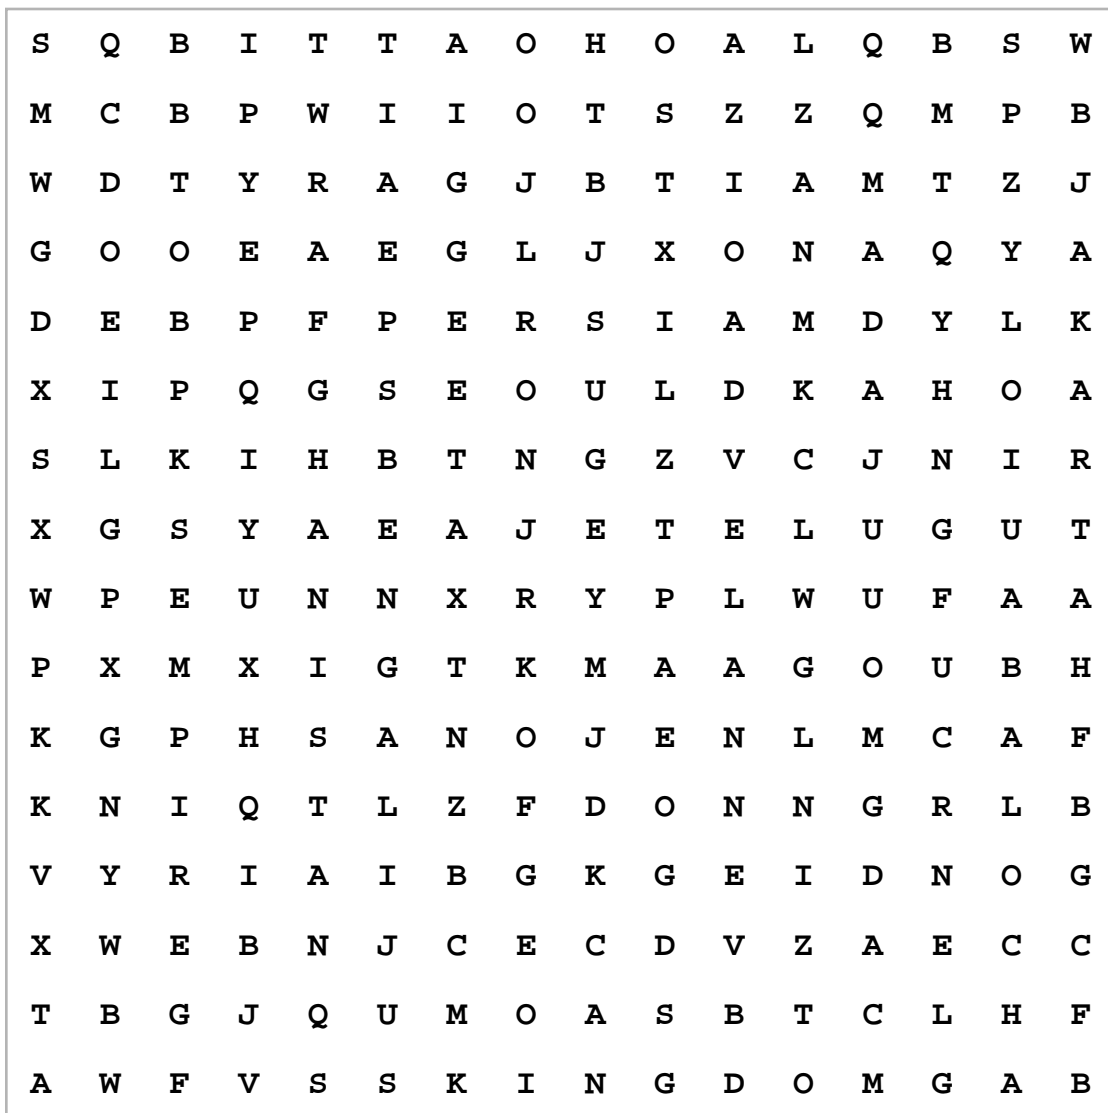 S Q B I T T A O H O A L Q B S W
M C B P W I I O T S Z Z Q M P B
W D T Y R A G J B T I A M T Z J
G O O E A E G L J X O N A Q Y A
D E B P F P E R S I A M D Y L K
X I P Q G S E O U L D K A H O A
S L K I H B T N G Z V C J N I R
X G S Y A E A J E T E L U G U T
W P E U N N X R Y P L W U F A A
P X M X I G T K M A A G O U B H
K G P H S A N O J E N L M C A F
K N I Q T L Z F D O N N G R L B
V Y R I A I B G K G E I D N O G
X W E B N J C E C D V Z A E C C
T B G J Q U M O A S B T C L H F
A W F V S S K I N G D O M G A B